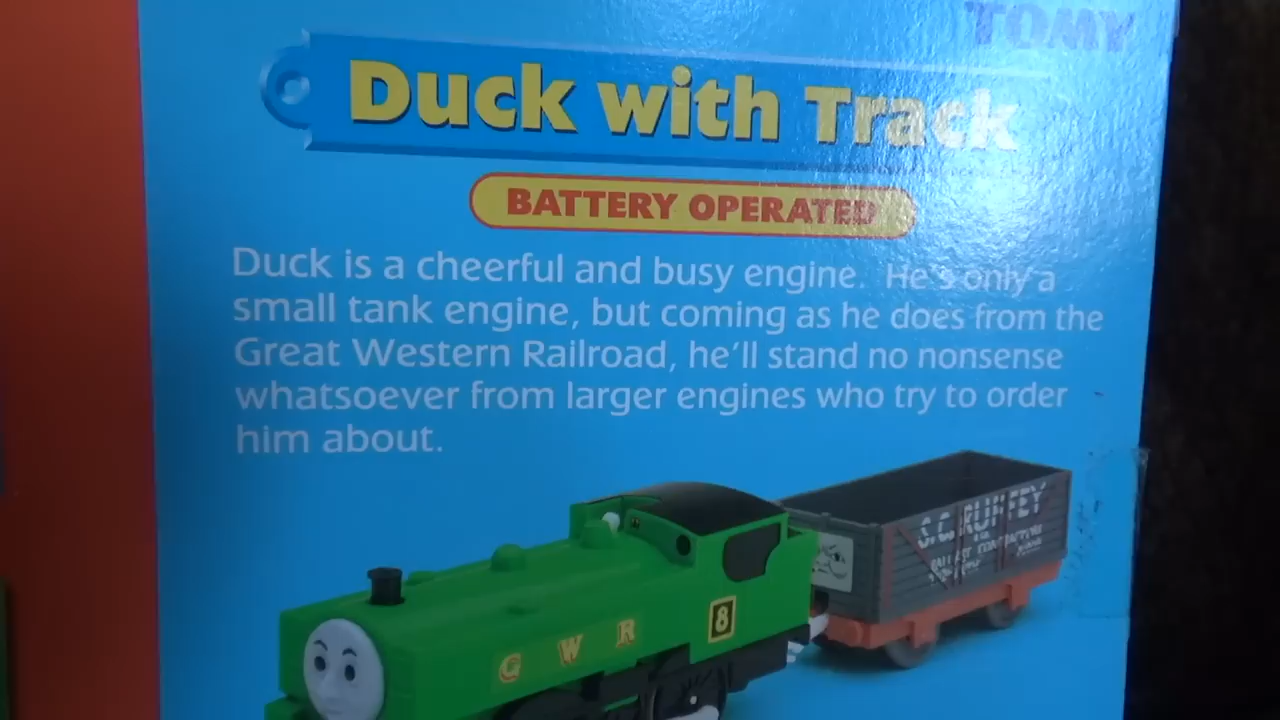 TOMY
Duck with Track
BATTERY OPERATED
Duck is a cheerful and busy engine. He's only a
small tank engine, but coming as he does from the
Great Western Railroad, he'll stand no nonsense
whatsoever from larger engines who try to order
him about.
S.C. RUFFEY
G W R
8